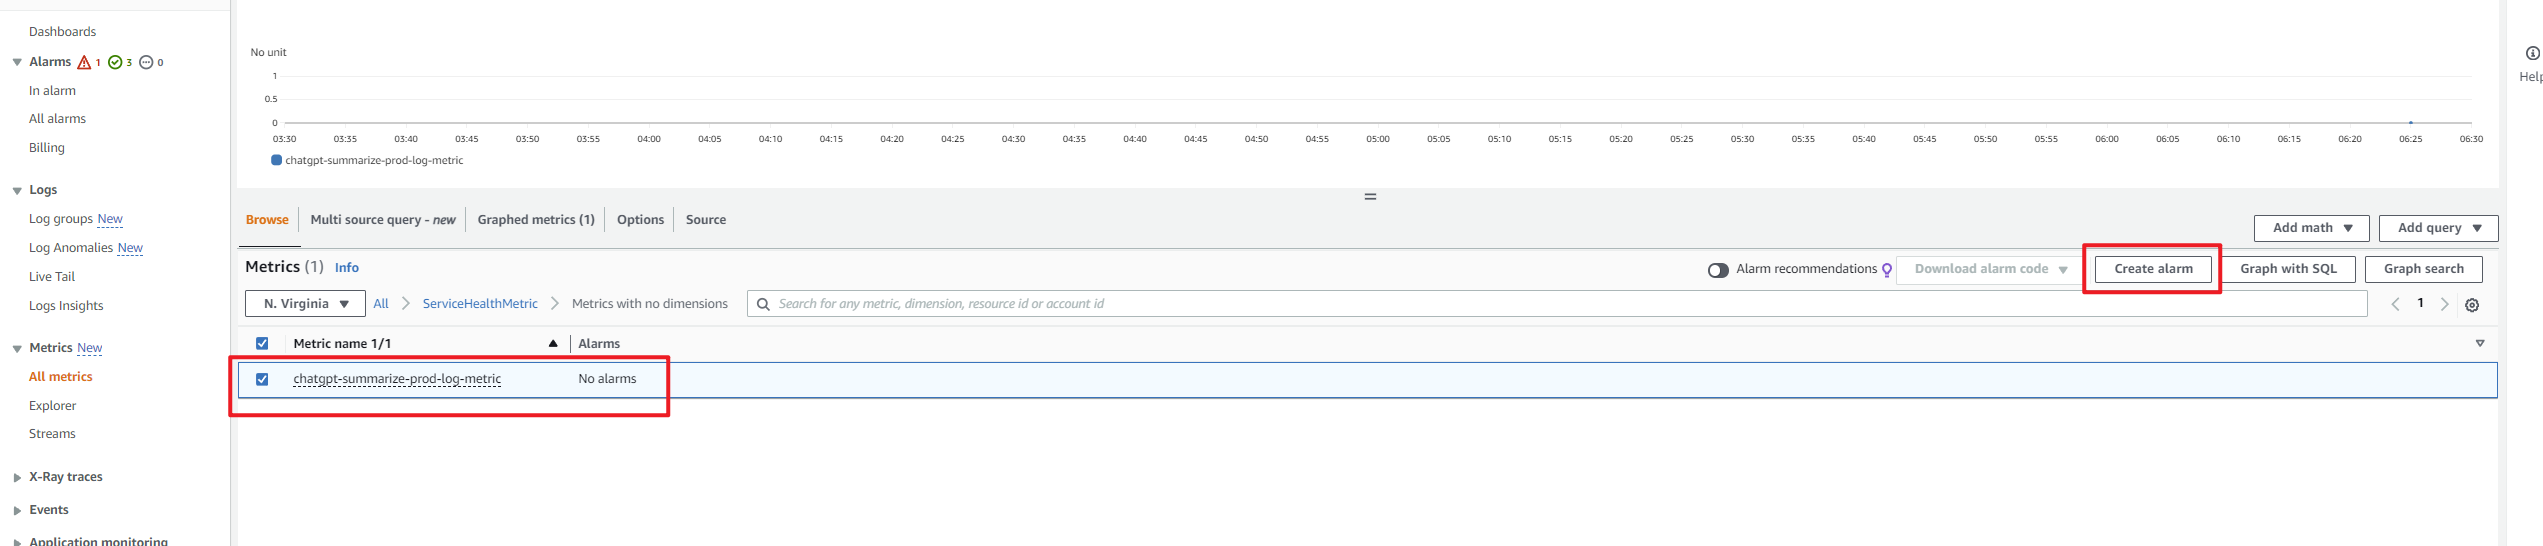 Dashboards
Alarms 1 3 0
In alarm
All alarms
Billing
Logs
Log groups New
Log Anomalies New
Live Tail
Logs Insights
Metrics New
All metrics
Explorer
Streams
X-Ray traces
Events
Application monitoring
No unit
1
0.5
0
03:30 03:35 03:40 03:45 03:50 03:55 04:00 04:05 04:10 04:15 04:20 04:25 04:30 04:35 04:40 04:45 04:50 04:55 05:00 05:05 05:10 05:15 05:20 05:25 05:30 05:35 05:40 05:45 05:50 05:55 06:00 06:05 06:10 06:15 06:20 06:25 06:30
chatgpt-summarize-prod-log-metric
Browse Multi source query - new Graphed metrics (1) Options Source
Add math Add query
Metrics (1) Info
Alarm recommendations Download alarm code Create alarm Graph with SQL Graph search
N. Virginia All ServiceHealthMetric Metrics with no dimensions Search for any metric, dimension, resource id or account id 1
Metric name 1/1 Alarms
chatgpt-summarize-prod-log-metric No alarms
Help